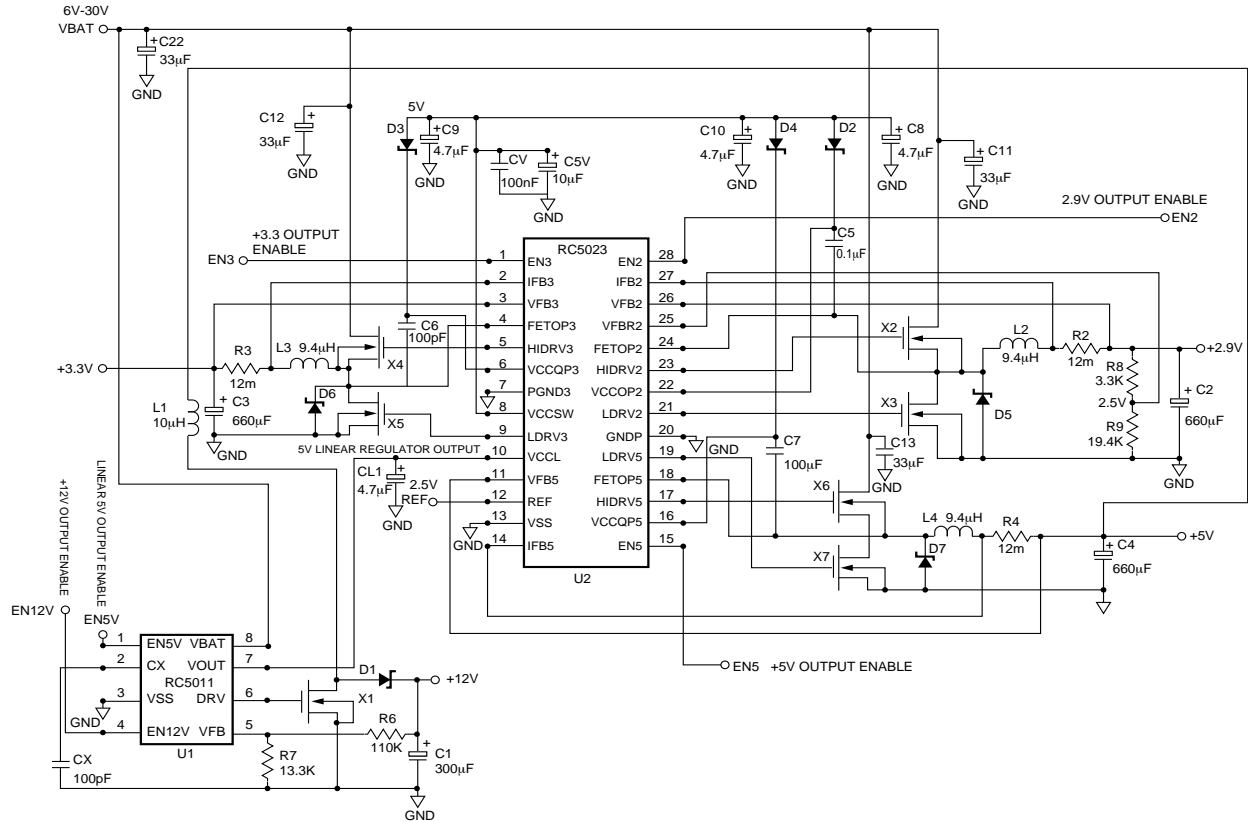 6V-30V
VBAT
+
C22
33µF
GND
C12
+
33µF
GND
5V
D3
+
C9
4.7µF
GND
CV
100nF
+
C5V
10µF
GND
C10
+
4.7µF
GND
D4
D2
+
C8
4.7µF
GND
+
C11
33µF
GND
2.9V OUTPUT ENABLE
EN2
+3.3 OUTPUT
ENABLE
EN3
C5
0.1µF
RC5023
1 EN3 EN2 28
2 IFB3 IFB2 27
3 VFB3 VFB2 26
4 FETOP3 VFBR2 25
5 HIDRV3 FETOP2 24
6 VCCQP3 HIDRV2 23
7 PGND3 VCCOP2 22
8 VCCSW LDRV2 21
9 LDRV3 GNDP 20
10 VCCL LDRV5 19
11 VFB5 FETOP5 18
12 REF HIDRV5 17
13 VSS VCCQP5 16
14 IFB5 EN5 15
U2
C6
100pF
X4
L3 9.4µH
R3
12m
+3.3V
D6
X5
L1
10µH
+
C3
660µF
GND
5V LINEAR REGULATOR OUTPUT
CL1
+
4.7µF
GND
2.5V
REF
GND
GND
X2
L2
9.4µH
R2
12m
+2.9V
R8
3.3K
2.5V
R9
19.4K
+
C2
660µF
GND
X3
D5
C7
100µF
+
C13
33µF
GND
X6
X7
L4 9.4µH
R4
12m
D7
+5V
+
C4
660µF
EN5 +5V OUTPUT ENABLE
+12V OUTPUT ENABLE
LINEAR 5V OUTPUT ENABLE
EN12V
EN5V
1 EN5V VBAT 8
2 CX VOUT 7
RC5011
3 VSS DRV 6
4 EN12V VFB 5
U1
GND
D1
+12V
X1
R6
110K
R7
13.3K
+
C1
300µF
GND
CX
100pF